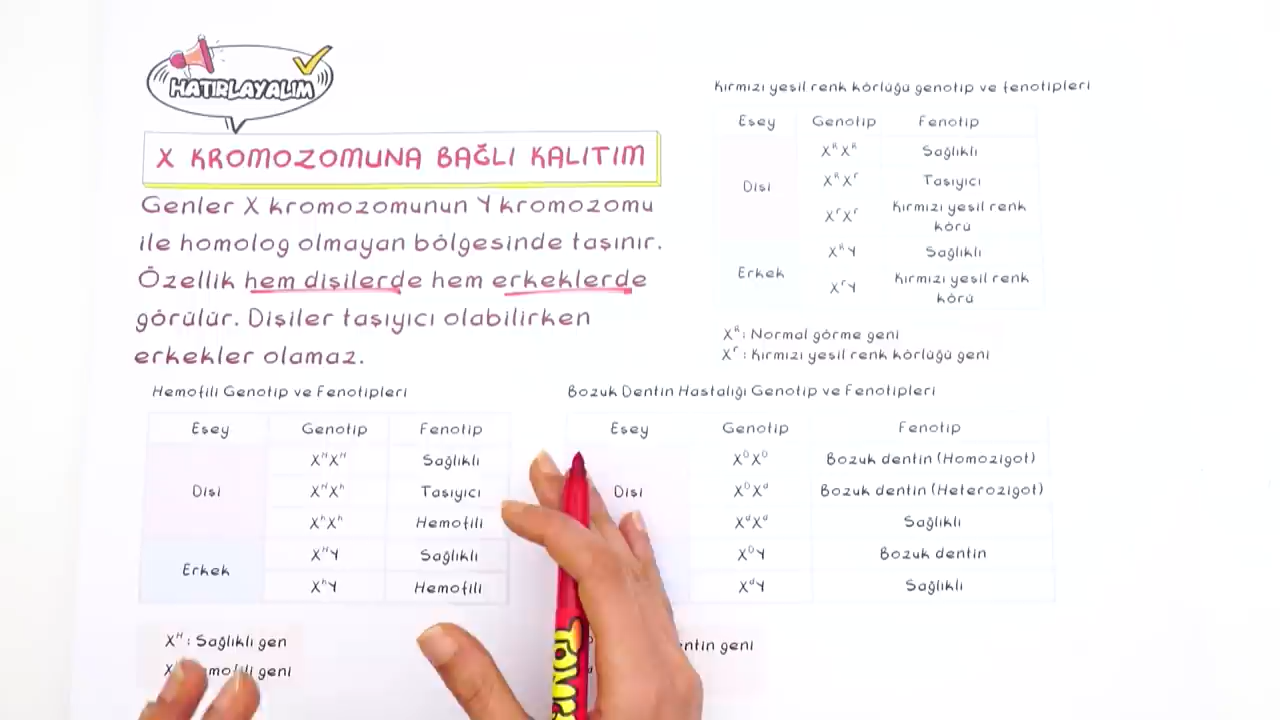 HATIRLAYALIM
X KROMOZOMUNA BAĞLI KALITIM
Genler X kromozomunun Y kromozomu
ile homolog olmayan bölgesinde taşınır.
Özellik hem dişilerde hem erkeklerde
görülür. Dişiler taşıyıcı olabilirken
erkekler olamaz.
Kırmızı yeşil renk körlüğü genotip ve fenotipleri
Eşey Genotip Fenotip
Dişi
XᴿXᴿ Sağlıklı
XᴿXʳ Taşıyıcı
XʳXʳ Kırmızı yeşil renk
körü
Erkek
XᴿY Sağlıklı
XʳY Kırmızı yeşil renk
körü
Xᴿ: Normal görme geni
Xʳ: Kırmızı yeşil renk körlüğü geni
Hemofili Genotip ve Fenotipleri
Eşey Genotip Fenotip
Dişi
XᴴXᴴ Sağlıklı
XᴴXʰ Taşıyıcı
XʰXʰ Hemofili
Erkek
XᴴY Sağlıklı
XʰY Hemofili
Xᴴ: Sağlıklı gen
geni
Bozuk Dentin Hastalığı Genotip ve Fenotipleri
Eşey Genotip Fenotip
Dişi
XᴰXᴰ Bozuk dentin (Homozigot)
XᴰXᵈ Bozuk dentin (Heterozigot)
XᵈXᵈ Sağlıklı
XᴰY Bozuk dentin
XᵈY Sağlıklı
geni